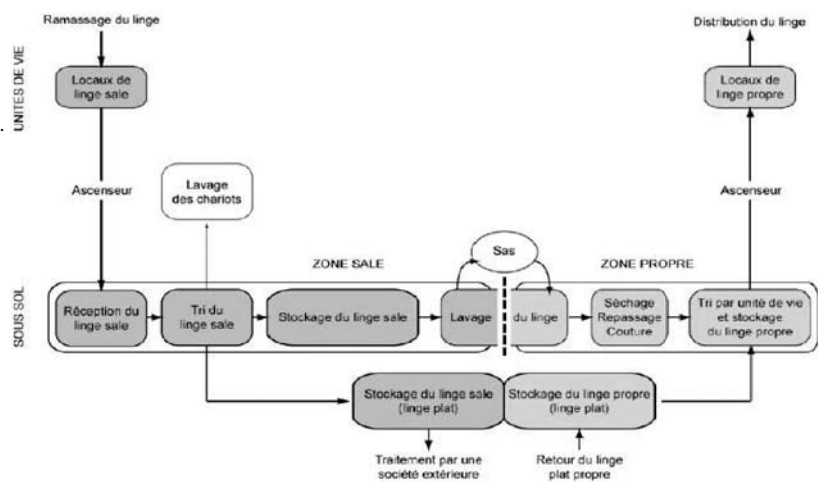 Ramassage du linge
Distribution du linge
UNITES DE VIE
Locaux de
linge sale
Locaux de
linge propre
Ascenseur
Lavage
des chariots
Ascenseur
Sas
ZONE SALE
ZONE PROPRE
SOUS SOL
Réception du
linge sale
Tri du
linge sale
Stockage du linge sale
Lavage
du linge
Séchage
Repassage
Couture
Tri par unité de vie
et stockage
du linge propre
Stockage du linge sale
(linge plat)
Stockage du linge propre
(linge plat)
Traitement par une
société extérieure
Retour du linge
plat propre